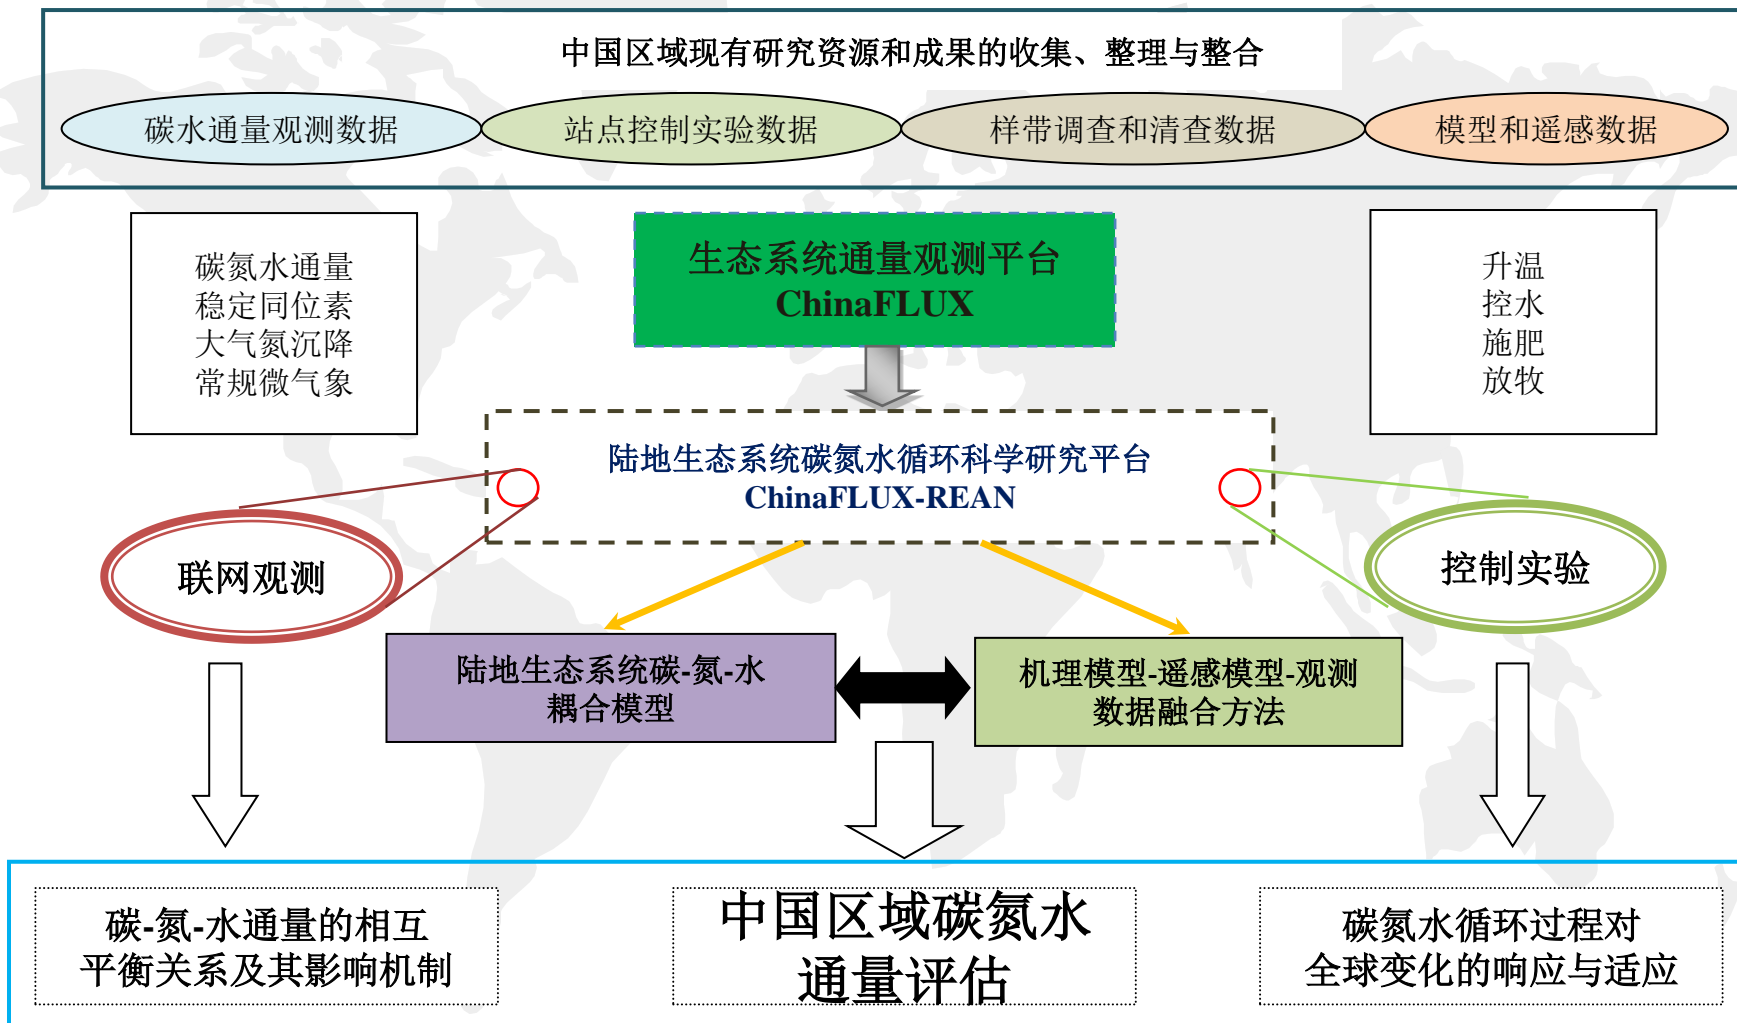 中国区域现有研究资源和成果的收集、整理与整合
碳水通量观测数据
站点控制实验数据
样带调查和清查数据
模型和遥感数据
碳氮水通量
稳定同位素
大气氮沉降
常规微气象
生态系统通量观测平台
ChinaFLUX
升温
控水
施肥
放牧
陆地生态系统碳氮水循环科学研究平台
ChinaFLUX-REAN
联网观测
控制实验
陆地生态系统碳-氮-水
耦合模型
机理模型-遥感模型-观测
数据融合方法
碳-氮-水通量的相互
平衡关系及其影响机制
中国区域碳氮水
通量评估
碳氮水循环过程对
全球变化的响应与适应